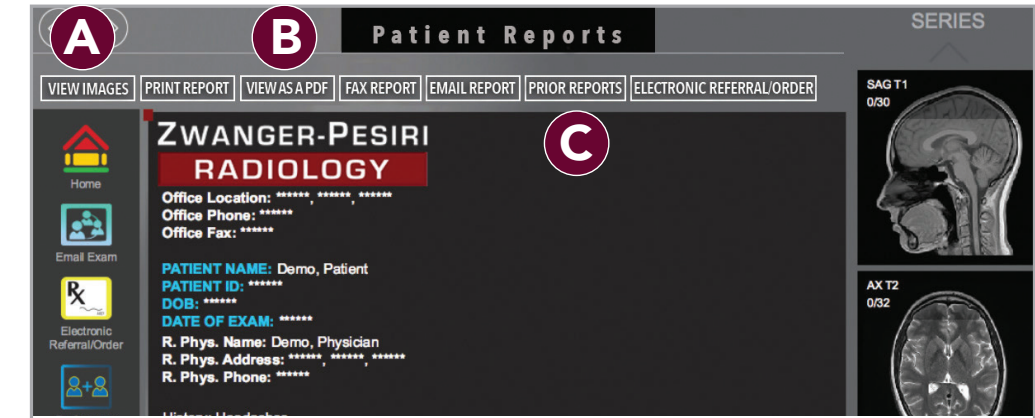 A
B
Patient Reports
SERIES
VIEW IMAGES
PRINT REPORT
VIEW AS A PDF
FAX REPORT
EMAIL REPORT
PRIOR REPORTS
ELECTRONIC REFERRAL/ORDER
C
Home
Email Exam
Rx
Electronic
Referral/Order
ZWANGER-PESIRI
RADIOLOGY
Office Location: ******, ******, ******
Office Phone: ******
Office Fax: ******
PATIENT NAME: Demo, Patient
PATIENT ID: ******
DOB: ******
DATE OF EXAM: ******
R. Phys. Name: Demo, Physician
R. Phys. Address: ******, ******, ******
R. Phys. Phone: ******
History: Headaches
SAG T1
0/30
AX T2
0/32